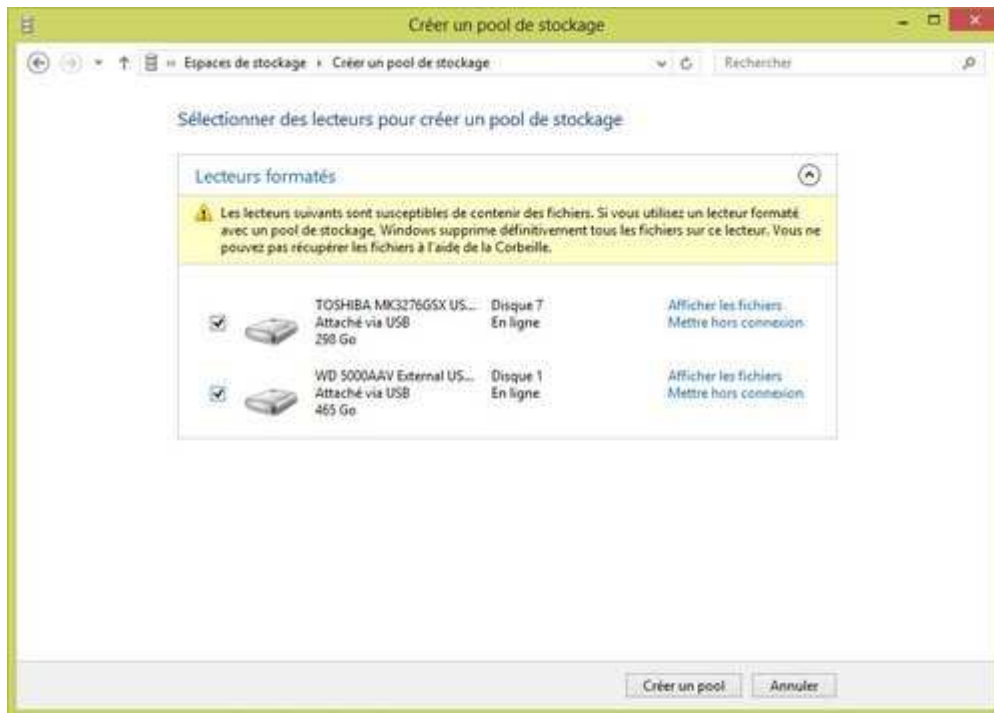 Créer un pool de stockage
Espaces de stockage
Créer un pool de stockage
Rechercher
Sélectionner des lecteurs pour créer un pool de stockage
Lecteurs formatés
Les lecteurs suivants sont susceptibles de contenir des fichiers. Si vous utilisez un lecteur formaté
avec un pool de stockage, Windows supprime définitivement tous les fichiers sur ce lecteur. Vous ne
pouvez pas récupérer les fichiers à l'aide de la Corbeille.
TOSHIBA MK3276GSX US... Disque 7 Afficher les fichiers
Attaché via USB En ligne Mettre hors connexion
298 Go
WD 5000AAV External US... Disque 1 Afficher les fichiers
Attaché via USB En ligne Mettre hors connexion
465 Go
Créer un pool Annuler